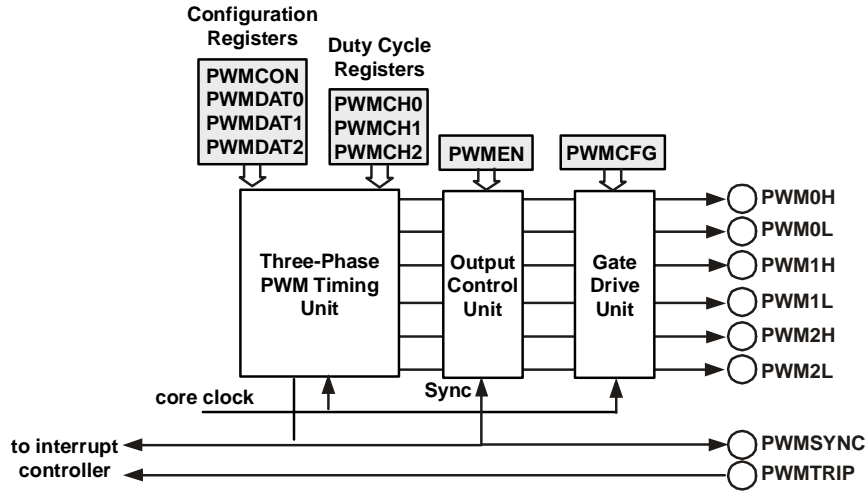 Configuration
Registers
Duty Cycle
Registers
PWMCON
PWMDAT0
PWMDAT1
PWMDAT2
PWMCH0
PWMCH1
PWMCH2
PWMEN
PWMCFG
Three-Phase
PWM Timing
Unit
Output
Control
Unit
Gate
Drive
Unit
PWM0H
PWM0L
PWM1H
PWM1L
PWM2H
PWM2L
core clock
Sync
to interrupt
controller
PWMSYNC
PWMTRIP